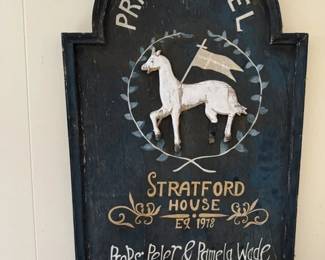 STRATFORD
HOUSE
Est 1978
Props: Peter & Pamela Wade